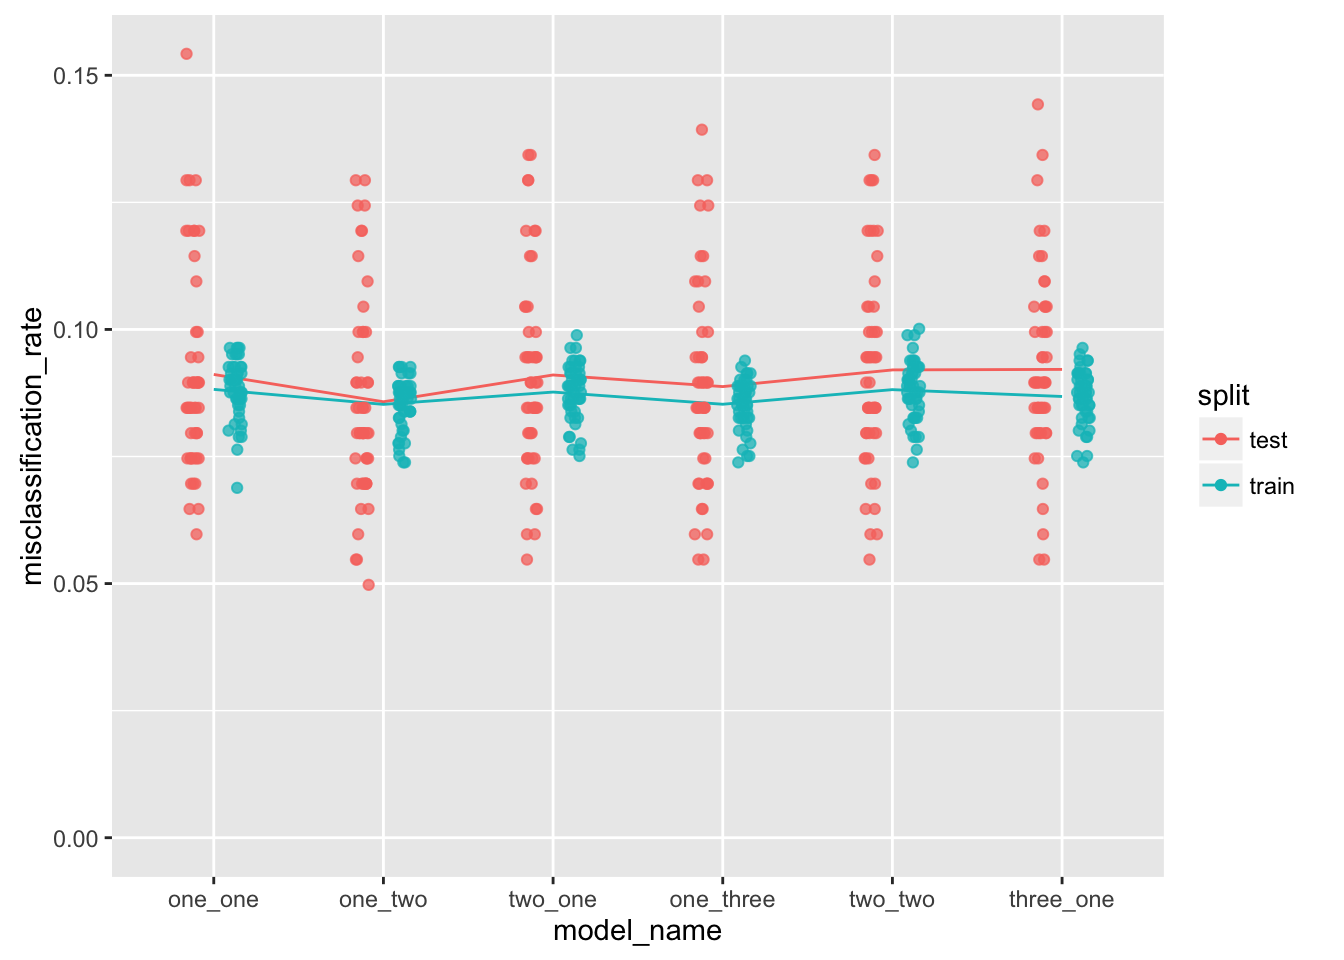 misclassification_rate
0.15
0.10
0.05
0.00
one_one
one_two
two_one
one_three
two_two
three_one
model_name
split
test
train